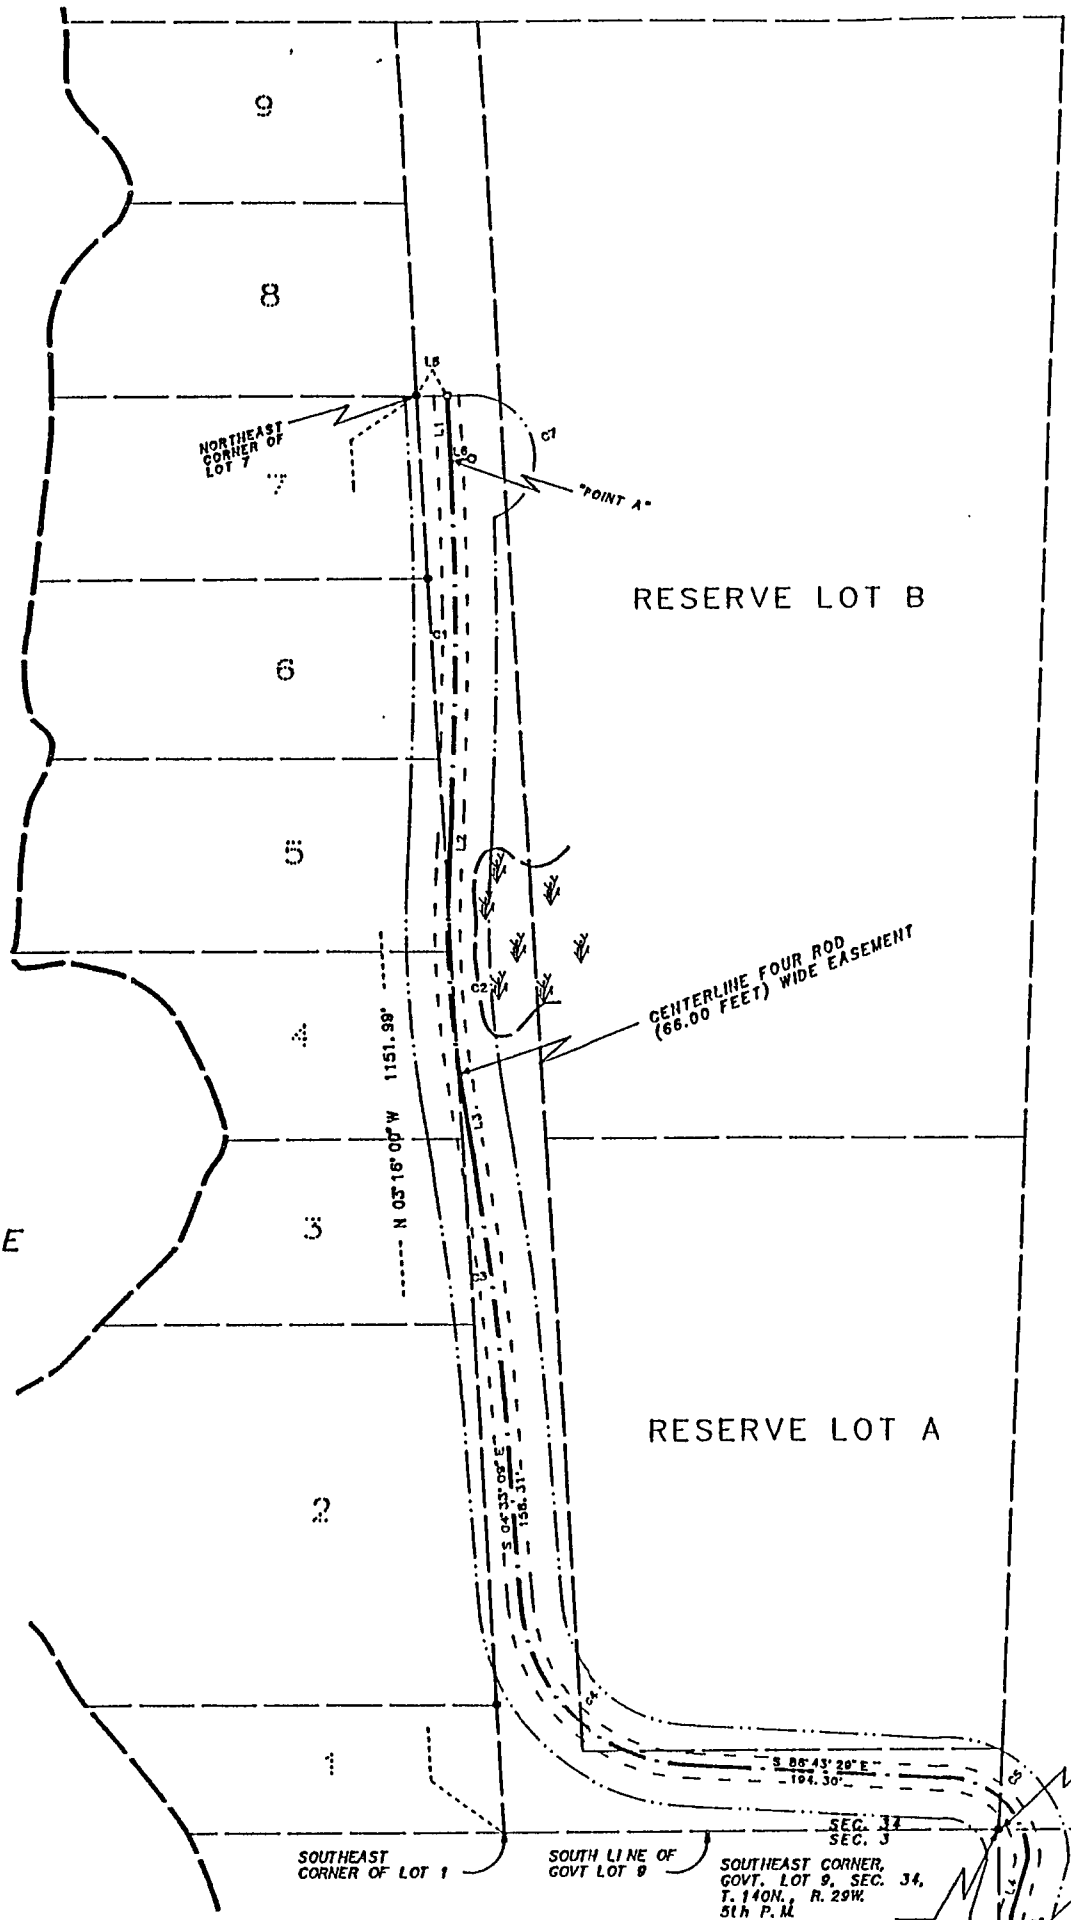 9
8
L8
NORTHEAST
CORNER OF
LOT 7
L1
C7
L6
7
"POINT A"
RESERVE LOT B
C1
6
L2
5
CENTERLINE FOUR ROD
(66.00 FEET) WIDE EASEMENT
C2
4
N 03°16'00" W 1151.99'
L3
3
E
C3
RESERVE LOT A
S 04°33'09" E
158.31'
2
C4
1
S 86°43'29" E
194.30'
C5
SEC. 34
SEC. 3
SOUTHEAST
CORNER OF LOT 1
SOUTH LINE OF
GOVT LOT 9
SOUTHEAST CORNER,
GOVT. LOT 9, SEC. 34,
T. 140N., R. 29W.
5th P.M.
L4